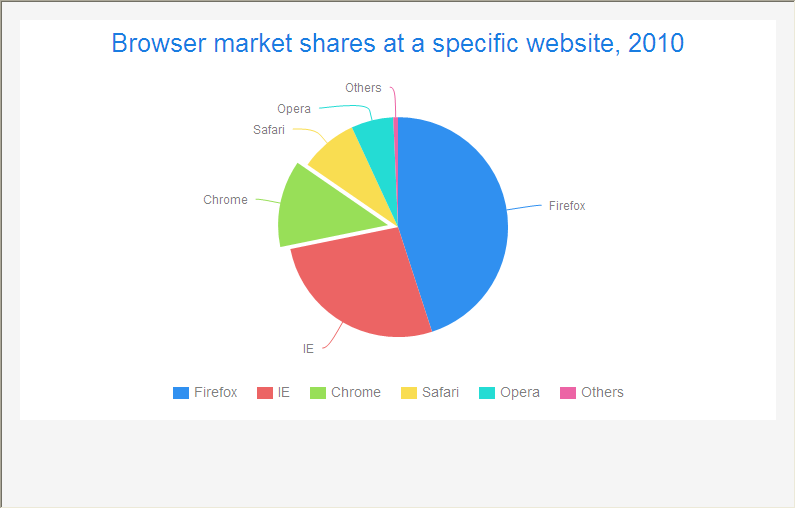 Browser market shares at a specific website, 2010
Others
Opera
Safari
Chrome
Firefox
IE
Firefox IE Chrome Safari Opera Others